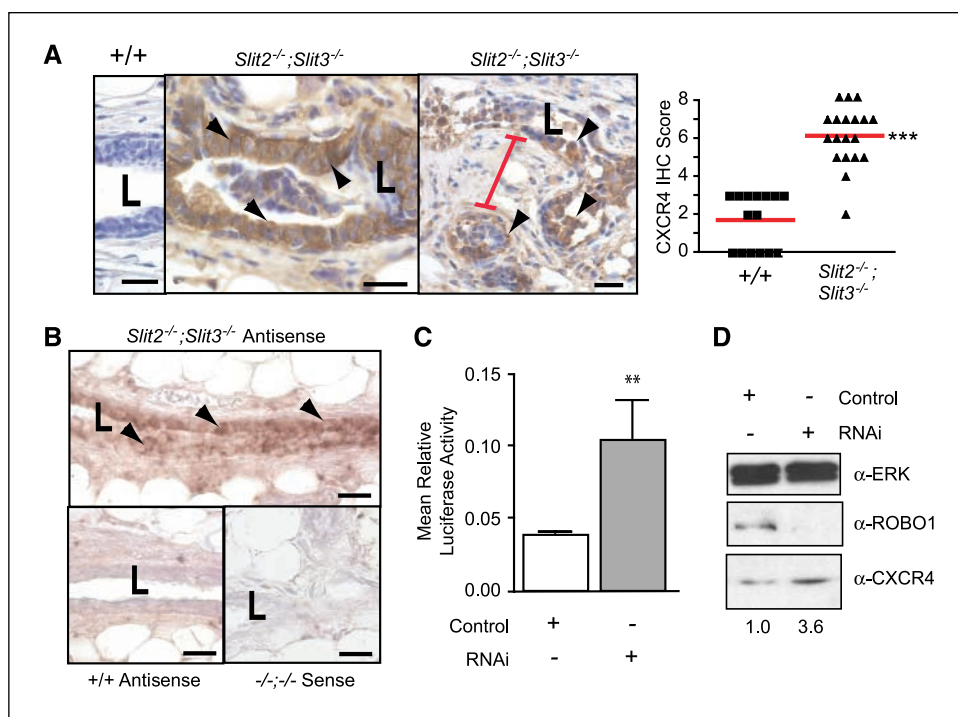 A
+/+
Slit2-/-;Slit3-/-
Slit2-/-;Slit3-/-
L
L
L
CXCR4 IHC Score
8
6
4
2
0
***
+/+
Slit2-/-;
Slit3-/-
B
Slit2-/-;Slit3-/- Antisense
L
L
L
+/+ Antisense
-/-;-/- Sense
C
Mean Relative
Luciferase Activity
0.15
0.10
0.05
0.00
**
Control + -
RNAi - +
D
+ - Control
- + RNAi
α-ERK
α-ROBO1
α-CXCR4
1.0 3.6